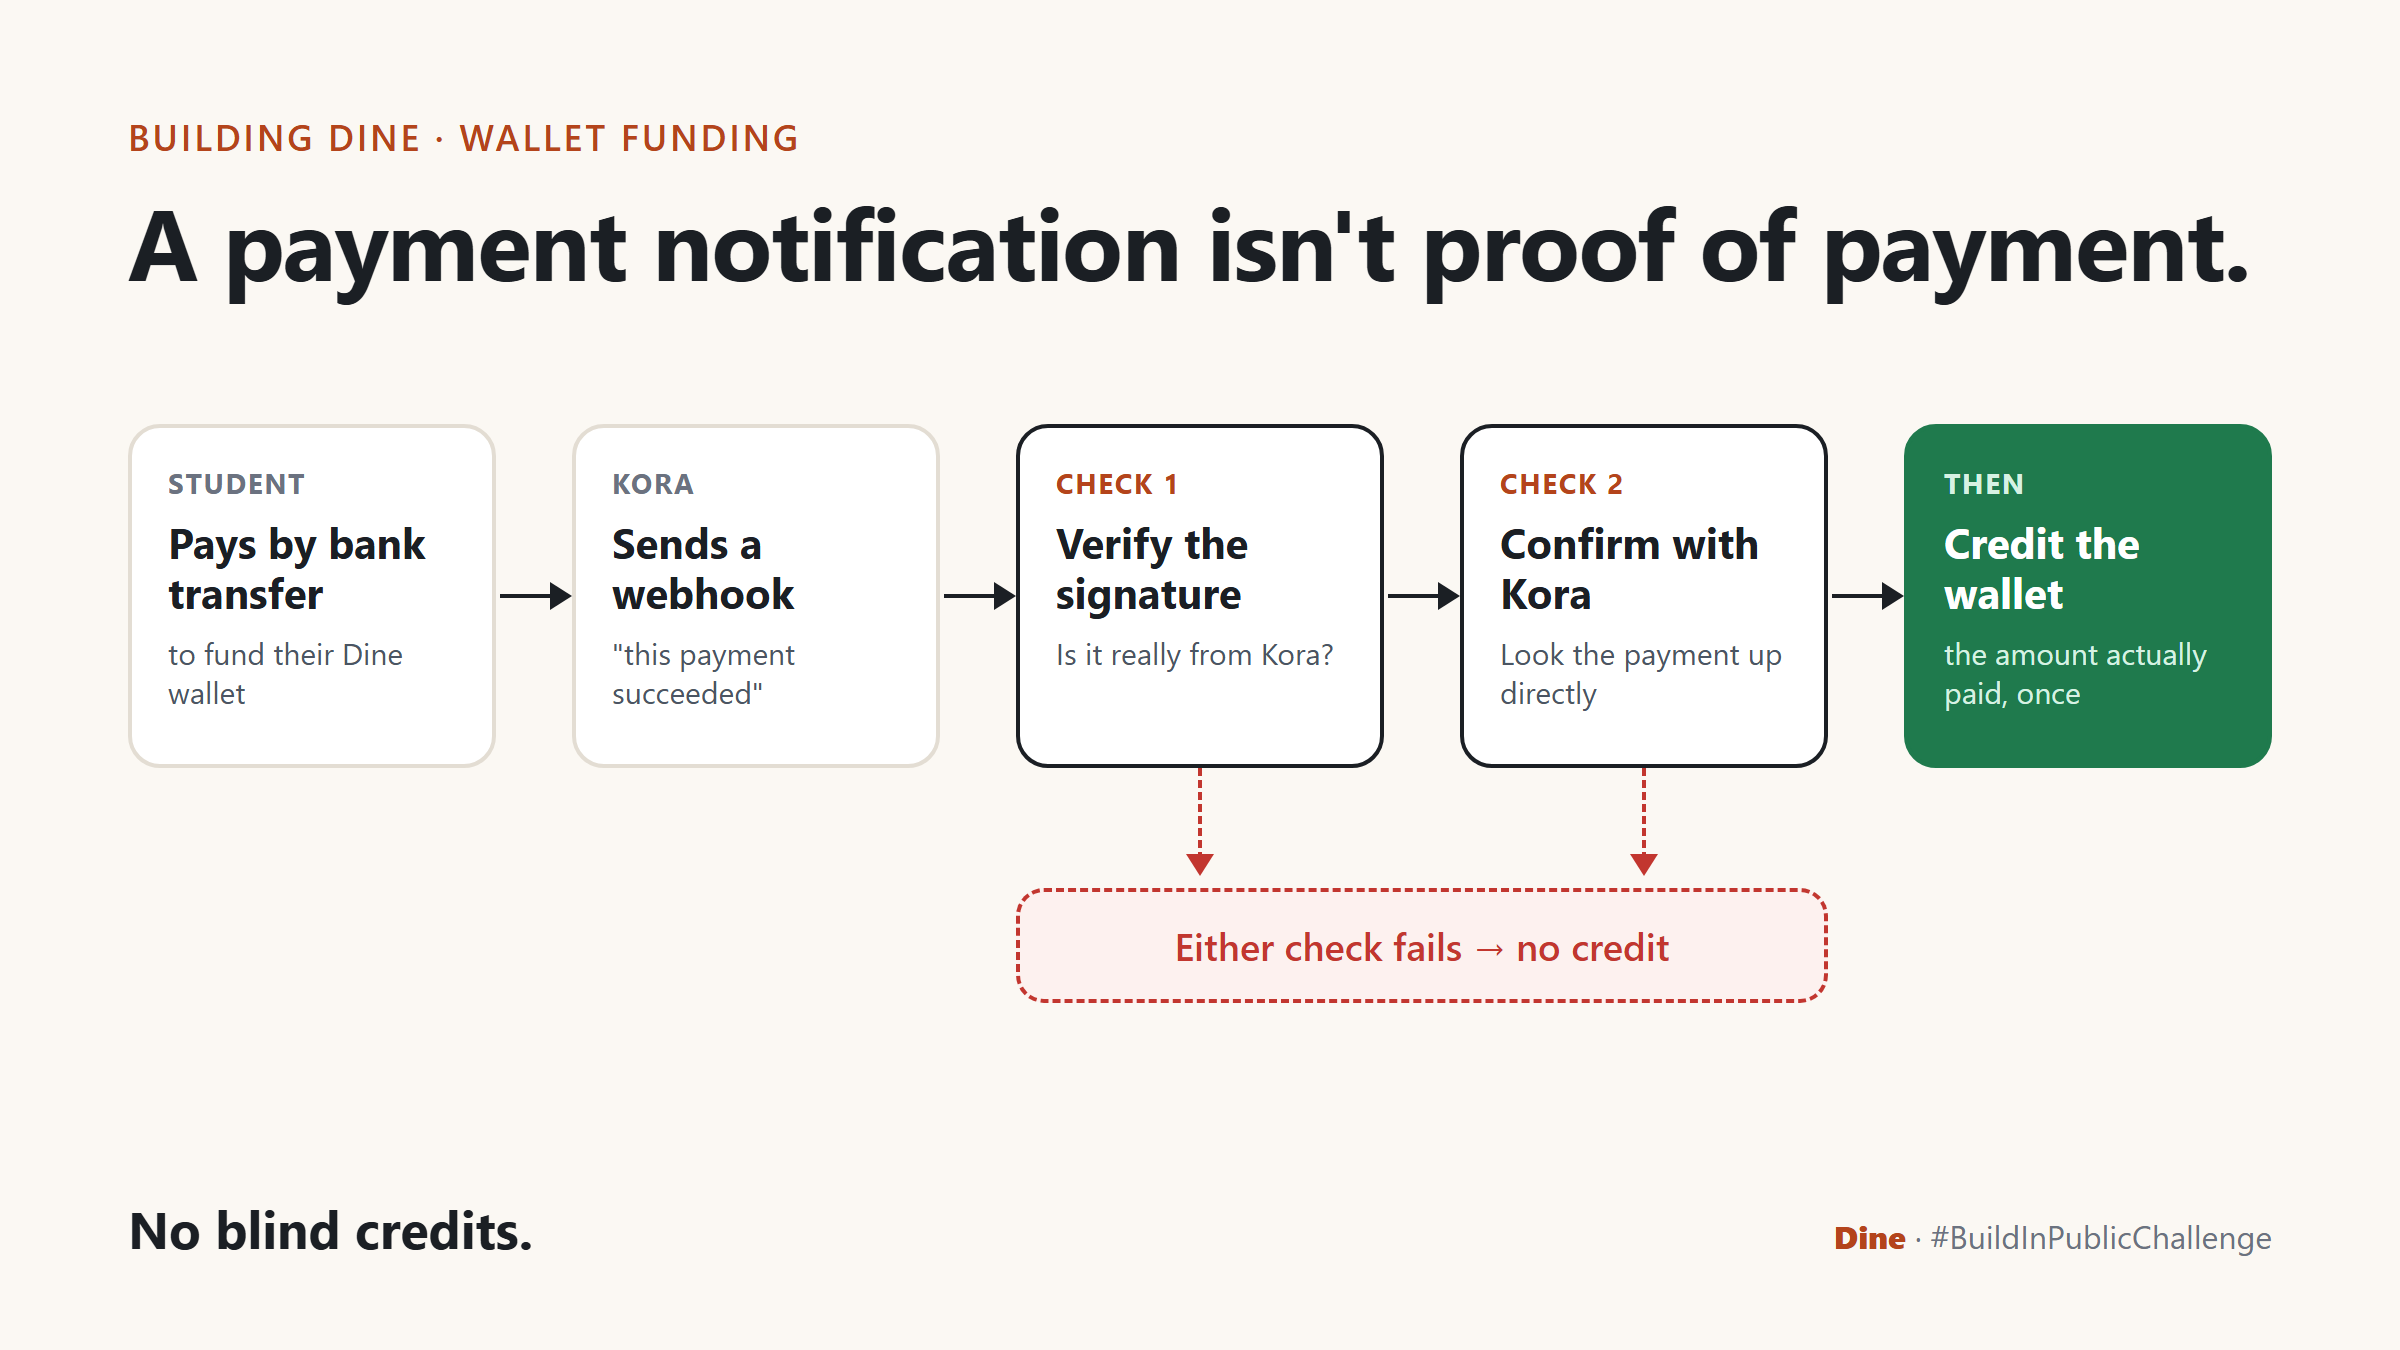 BUILDING DINE · WALLET FUNDING
A payment notification isn't proof of payment.
STUDENT
Pays by bank
transfer
to fund their Dine
wallet
KORA
Sends a
webhook
"this payment
succeeded"
CHECK 1
Verify the
signature
Is it really from Kora?
CHECK 2
Confirm with
Kora
Look the payment up
directly
THEN
Credit the
wallet
the amount actually
paid, once
Either check fails → no credit
No blind credits.
Dine · #BuildInPublicChallenge